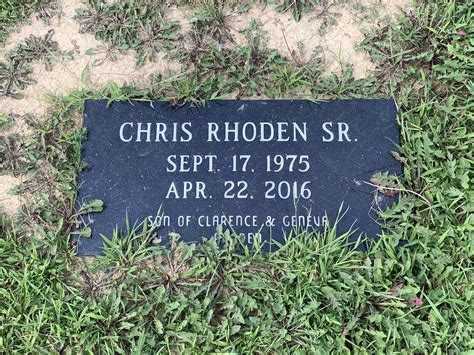 CHRIS RHODEN SR.
SEPT. 17, 1975
APR. 22, 2016
SON OF CLARENCE & GENEVA